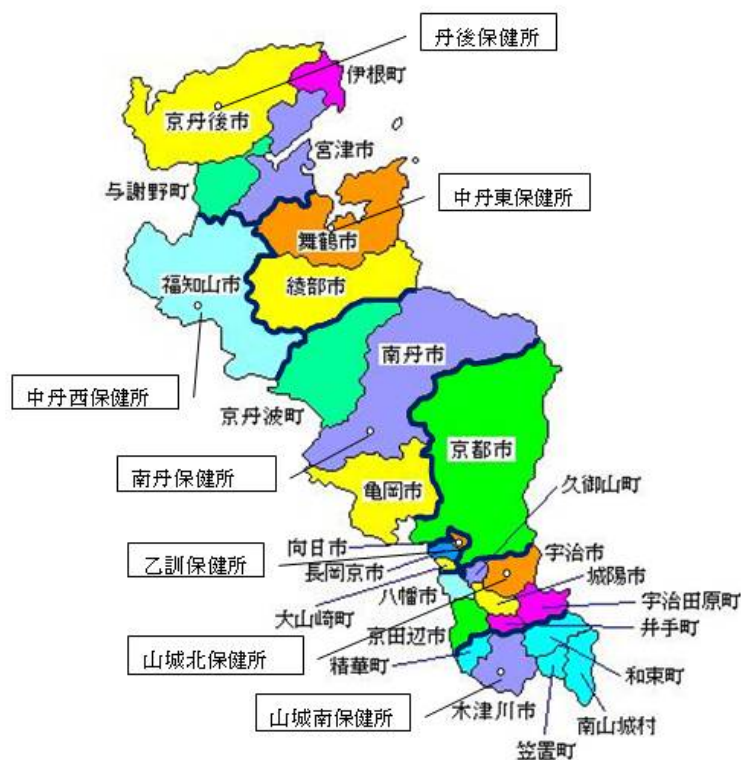 丹後保健所
伊根町
京丹後市
宮津市
与謝野町
中丹東保健所
舞鶴市
福知山市
綾部市
南丹市
中丹西保健所
京丹波町
京都市
南丹保健所
亀岡市
久御山町
向日市
宇治市
乙訓保健所
長岡京市
城陽市
八幡市
大山崎町
宇治田原町
京田辺市
井手町
山城北保健所
精華町
和束町
山城南保健所
木津川市
南山城村
笠置町